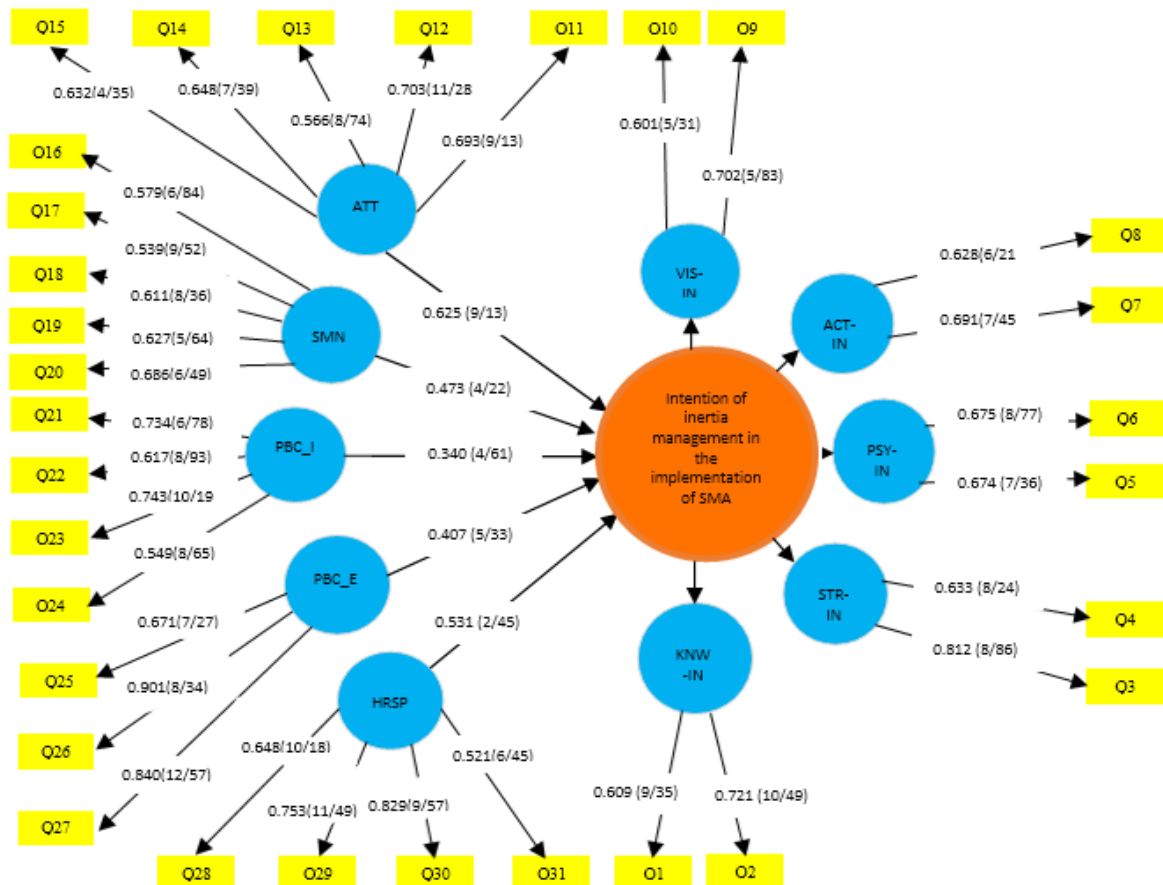 Q15
Q14
Q13
Q12
O11
O10
O9
0.632(4/35)
0.648(7/39)
0.566(8/74)
0.703(11/28
0.693(9/13)
0.601(5/31)
0.702(5/83)
O16
Q17
Q18
Q19
Q20
Q21
Q22
O23
O24
Q25
Q26
Q27
0.579(6/84)
0.539(9/52)
0.611(8/36)
0.627(5/64)
0.686(6/49)
0.734(6/78)
0.617(8/93)
0.743(10/19
0.549(8/65)
0.671(7/27)
0.901(8/34)
0.840(12/57)
ATT
SMN
PBC_I
PBC_E
HRSP
0.625 (9/13)
0.473 (4/22)
0.340 (4/61)
0.407 (5/33)
0.531 (2/45)
Intention of
inertia
management in
the
implementation
of SMA
VIS-
IN
ACT-
IN
PSY-
IN
STR-
IN
KNW
-IN
0.628(6/21
0.691(7/45
0.675 (8/77)
0.674 (7/36)
0.633 (8/24)
0.812 (8/86)
Q8
Q7
Q6
Q5
Q4
Q3
0.648(10/18)
0.753(11/49)
0.829(9/57)
0.521(6/45)
0.609 (9/35)
0.721 (10/49)
Q28
O29
Q30
O31
O1
O2